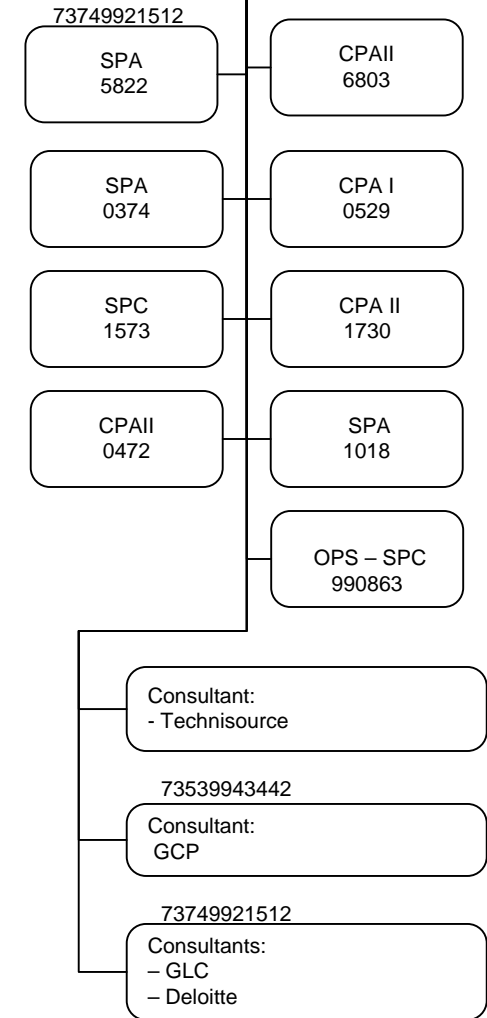 73749921512
SPA
5822
CPAII
6803
SPA
0374
CPA I
0529
SPC
1573
CPA II
1730
CPAII
0472
SPA
1018
OPS – SPC
990863
Consultant:
- Technisource
73539943442
Consultant:
GCP
73749921512
Consultants:
– GLC
– Deloitte